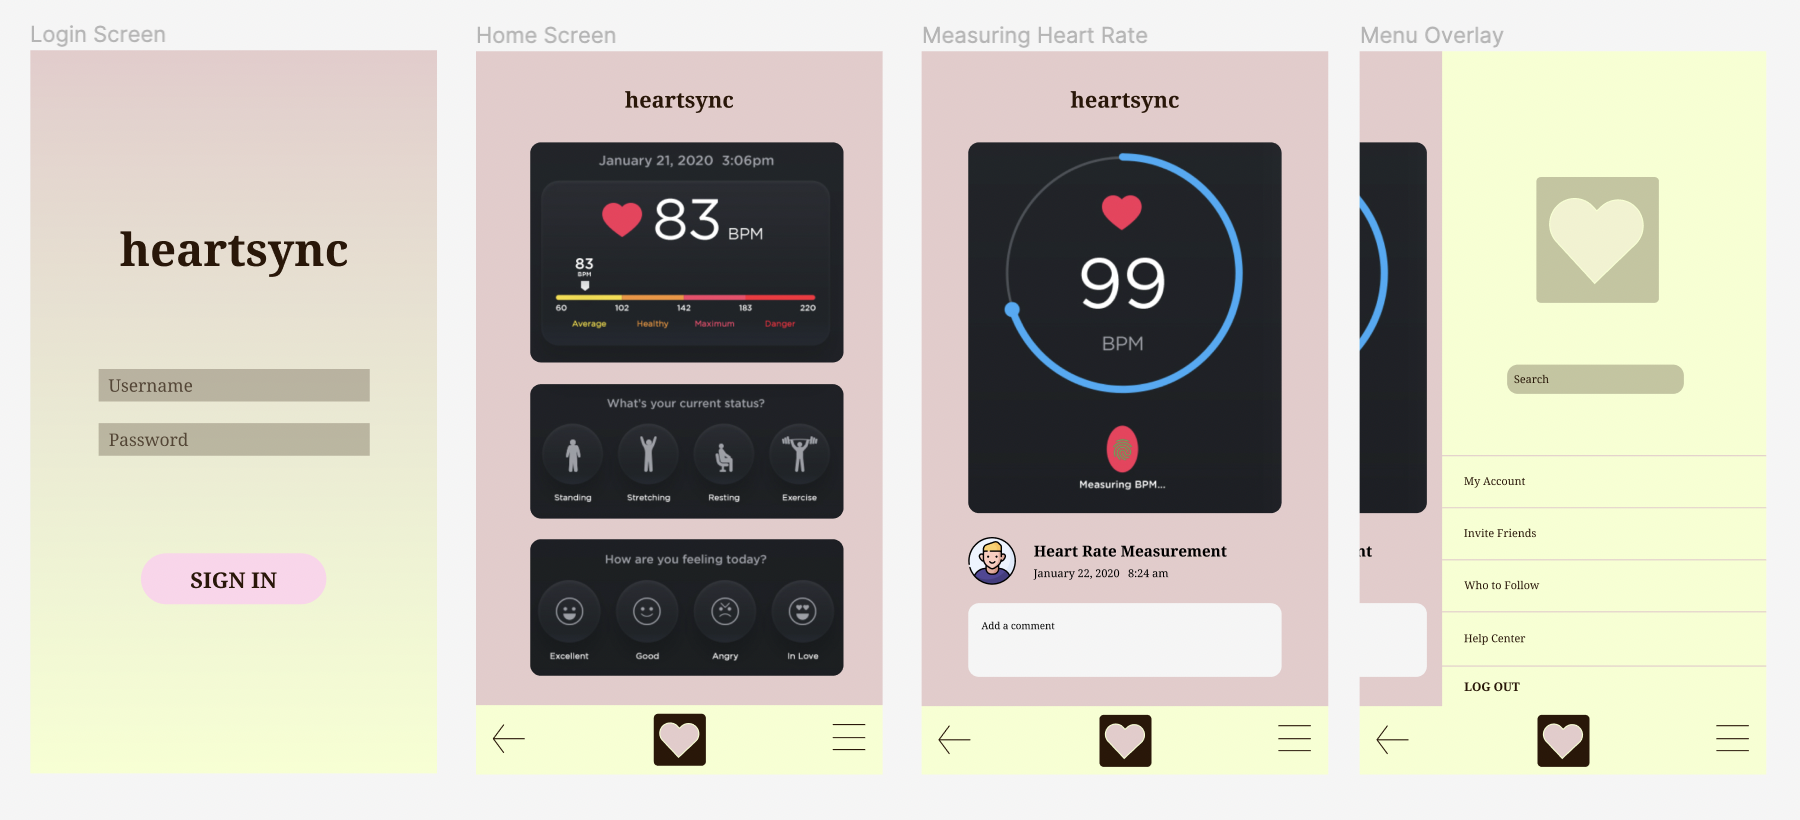 Login Screen
heartsync
Username
Password
SIGN IN
Home Screen
heartsync
January 21, 2020 3:06pm
83 BPM
83
BPM
60 102 142 183 220
Average Healthy Maximum Danger
What's your current status?
Standing Stretching Resting Exercise
How are you feeling today?
Excellent Good Angry In Love
Measuring Heart Rate
heartsync
99
BPM
Measuring BPM...
Heart Rate Measurement
January 22, 2020 8:24 am
Add a comment
Menu Overlay
nt
Search
My Account
Invite Friends
Who to Follow
Help Center
LOG OUT